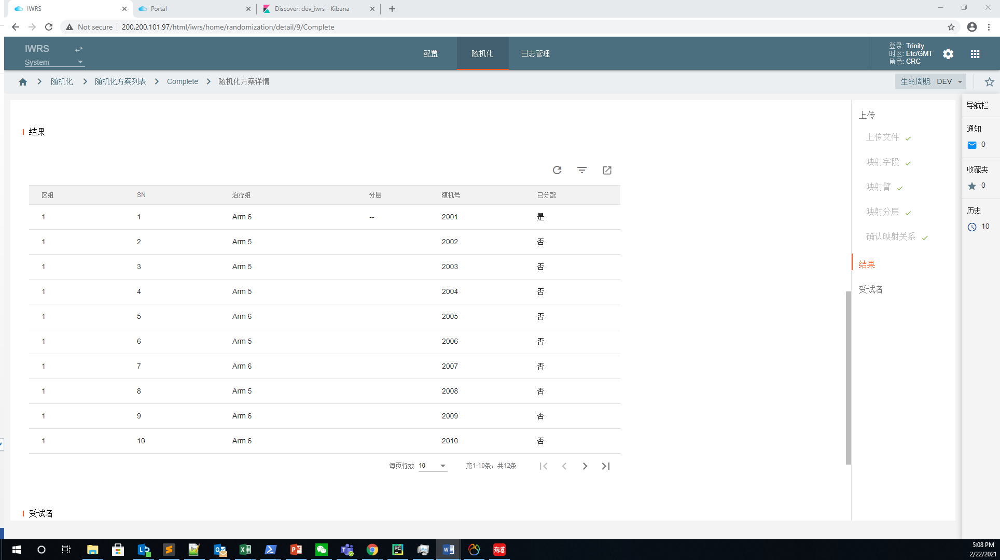 IWRS
Portal
Discover: dev_iwrs - Kibana
Not secure
200.200.101.97/html/iwrs/home/randomization/detail/9/Complete
IWRS
System
配置
随机化
日志管理
登录: Trinity
时区: Etc/GMT
角色: CRC
随机化
随机化方案列表
Complete
随机化方案详情
生命周期: DEV
结果
区组 SN 治疗组 分层 随机号 已分配
1 1 Arm 6 -- 2001 是
1 2 Arm 5 2002 否
1 3 Arm 5 2003 否
1 4 Arm 5 2004 否
1 5 Arm 6 2005 否
1 6 Arm 5 2006 否
1 7 Arm 6 2007 否
1 8 Arm 5 2008 否
1 9 Arm 6 2009 否
1 10 Arm 6 2010 否
每页行数 10 第1-10条，共12条
受试者
上传
上传文件
映射字段
映射臂
映射分层
确认映射关系
结果
受试者
导航栏
通知
0
收藏夹
0
历史
10
5:08 PM
2/22/2021